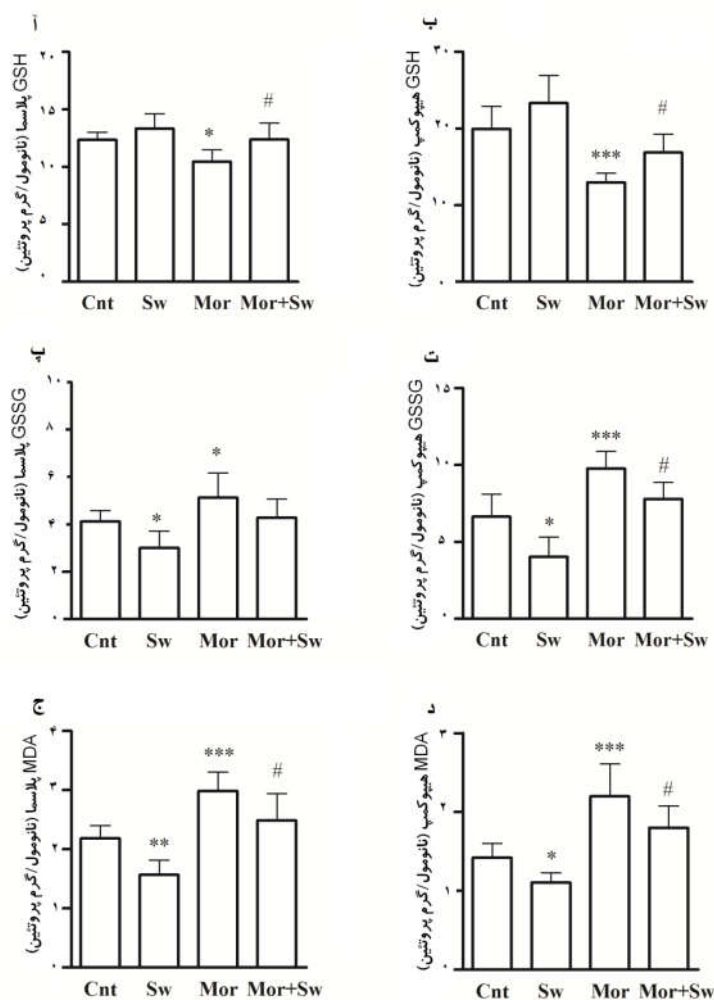 آ
GSH پلاسما (نانومول/گرم پروتئین)
۲۰
۱۵
۱۰
۵
۰
* #
Cnt Sw Mor Mor+Sw
GSH هیپوکمپ (نانومول/گرم پروتئین)
۳۰
۲۰
۱۰
۰
*** #
Cnt Sw Mor Mor+Sw
GSSG پلاسما (نانومول/گرم پروتئین)
۱۰
۸
۶
۴
۲
۰
* *
Cnt Sw Mor Mor+Sw
GSSG هیپوکمپ (نانومول/گرم پروتئین)
۱۵
۱۰
۵
۰
* *** #
Cnt Sw Mor Mor+Sw
ج
MDA پلاسما (نانومول/گرم پروتئین)
۴
۳
۲
۱
۰
** *** #
Cnt Sw Mor Mor+Sw
د
MDA هیپوکمپ (نانومول/گرم پروتئین)
۳
۲
۱
۰
* *** #
Cnt Sw Mor Mor+Sw